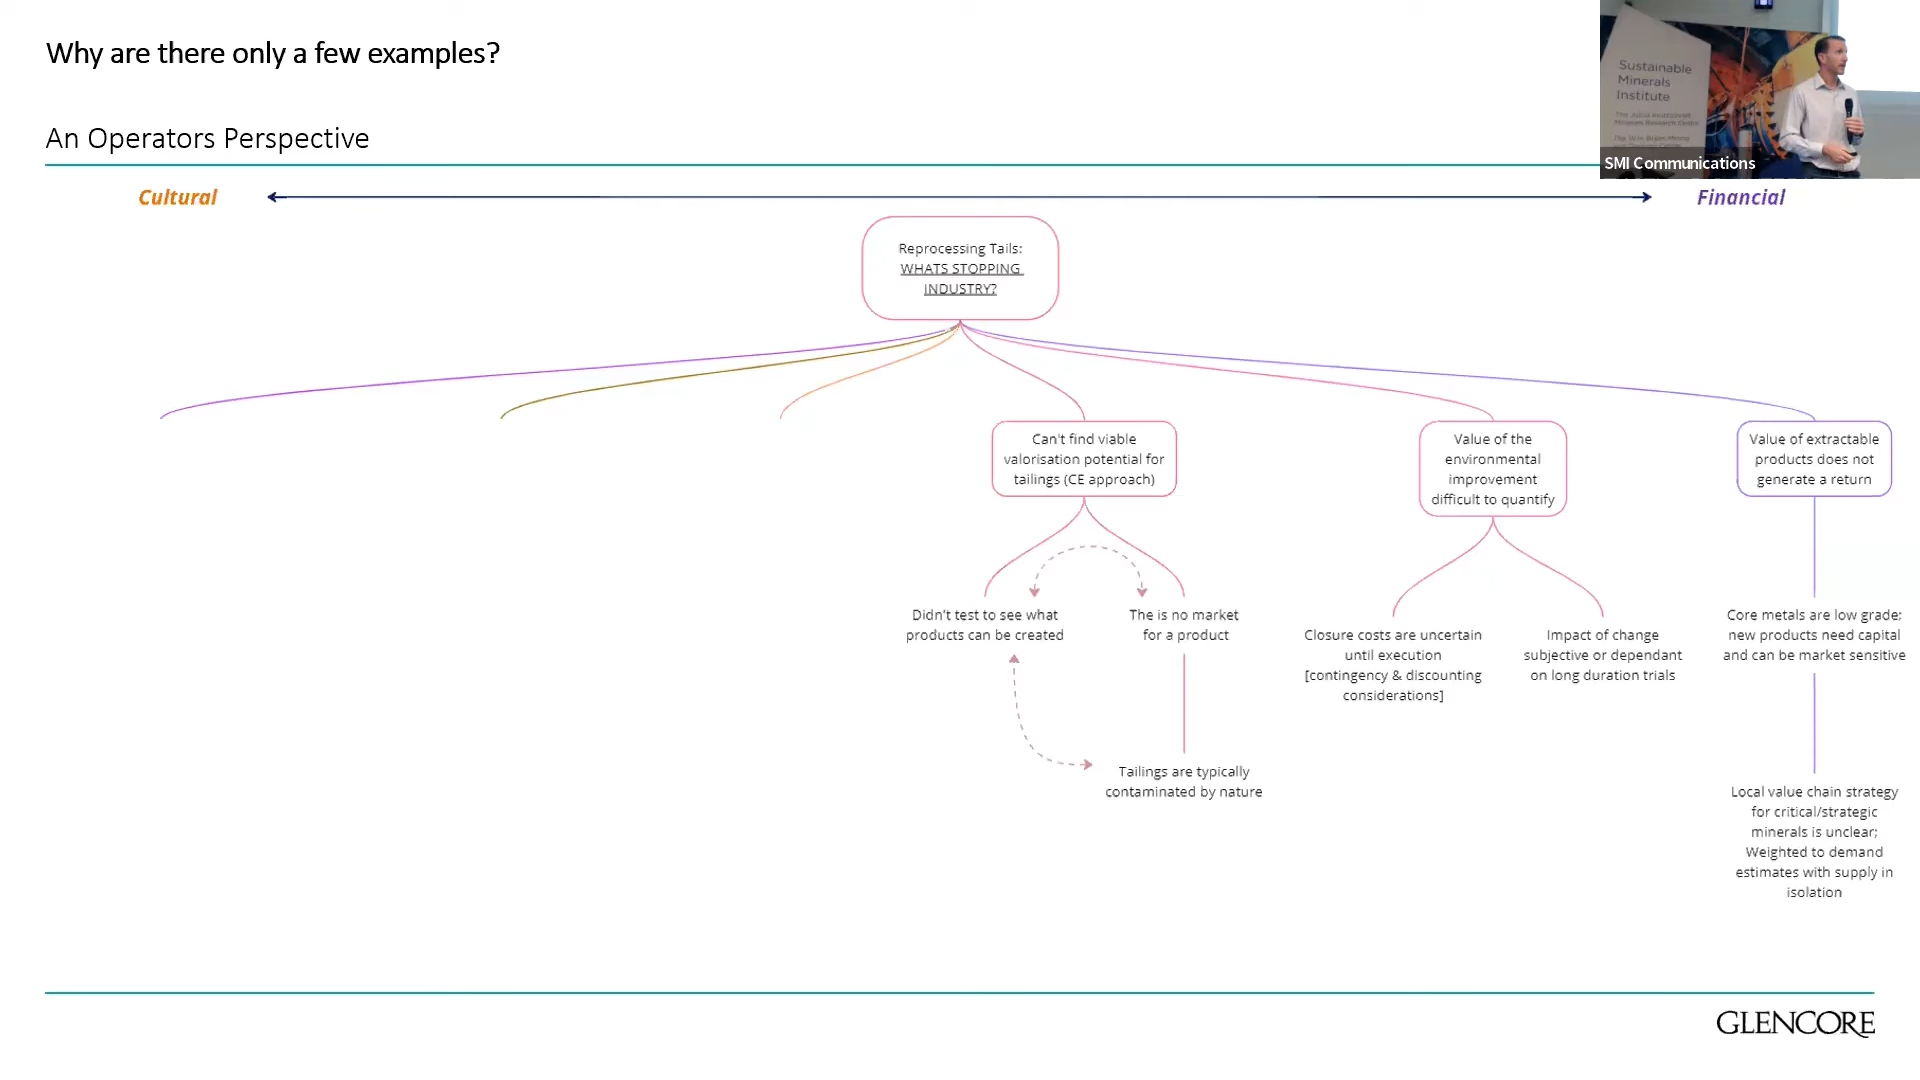 Why are there only a few examples?
An Operators Perspective
Sustainable
Minerals
Institute
SMI Communications
Cultural
Financial
Reprocessing Tails:
WHATS STOPPING
INDUSTRY?
Can't find viable
valorisation potential for
tailings (CE approach)
Value of the
environmental
improvement
difficult to quantify
Value of extractable
products does not
generate a return
Didn't test to see what
products can be created
The is no market
for a product
Closure costs are uncertain
until execution
[contingency & discounting
considerations]
Impact of change
subjective or dependant
on long duration trials
Core metals are low grade;
new products need capital
and can be market sensitive
Tailings are typically
contaminated by nature
Local value chain strategy
for critical/strategic
minerals is unclear;
Weighted to demand
estimates with supply in
isolation
GLENCORE